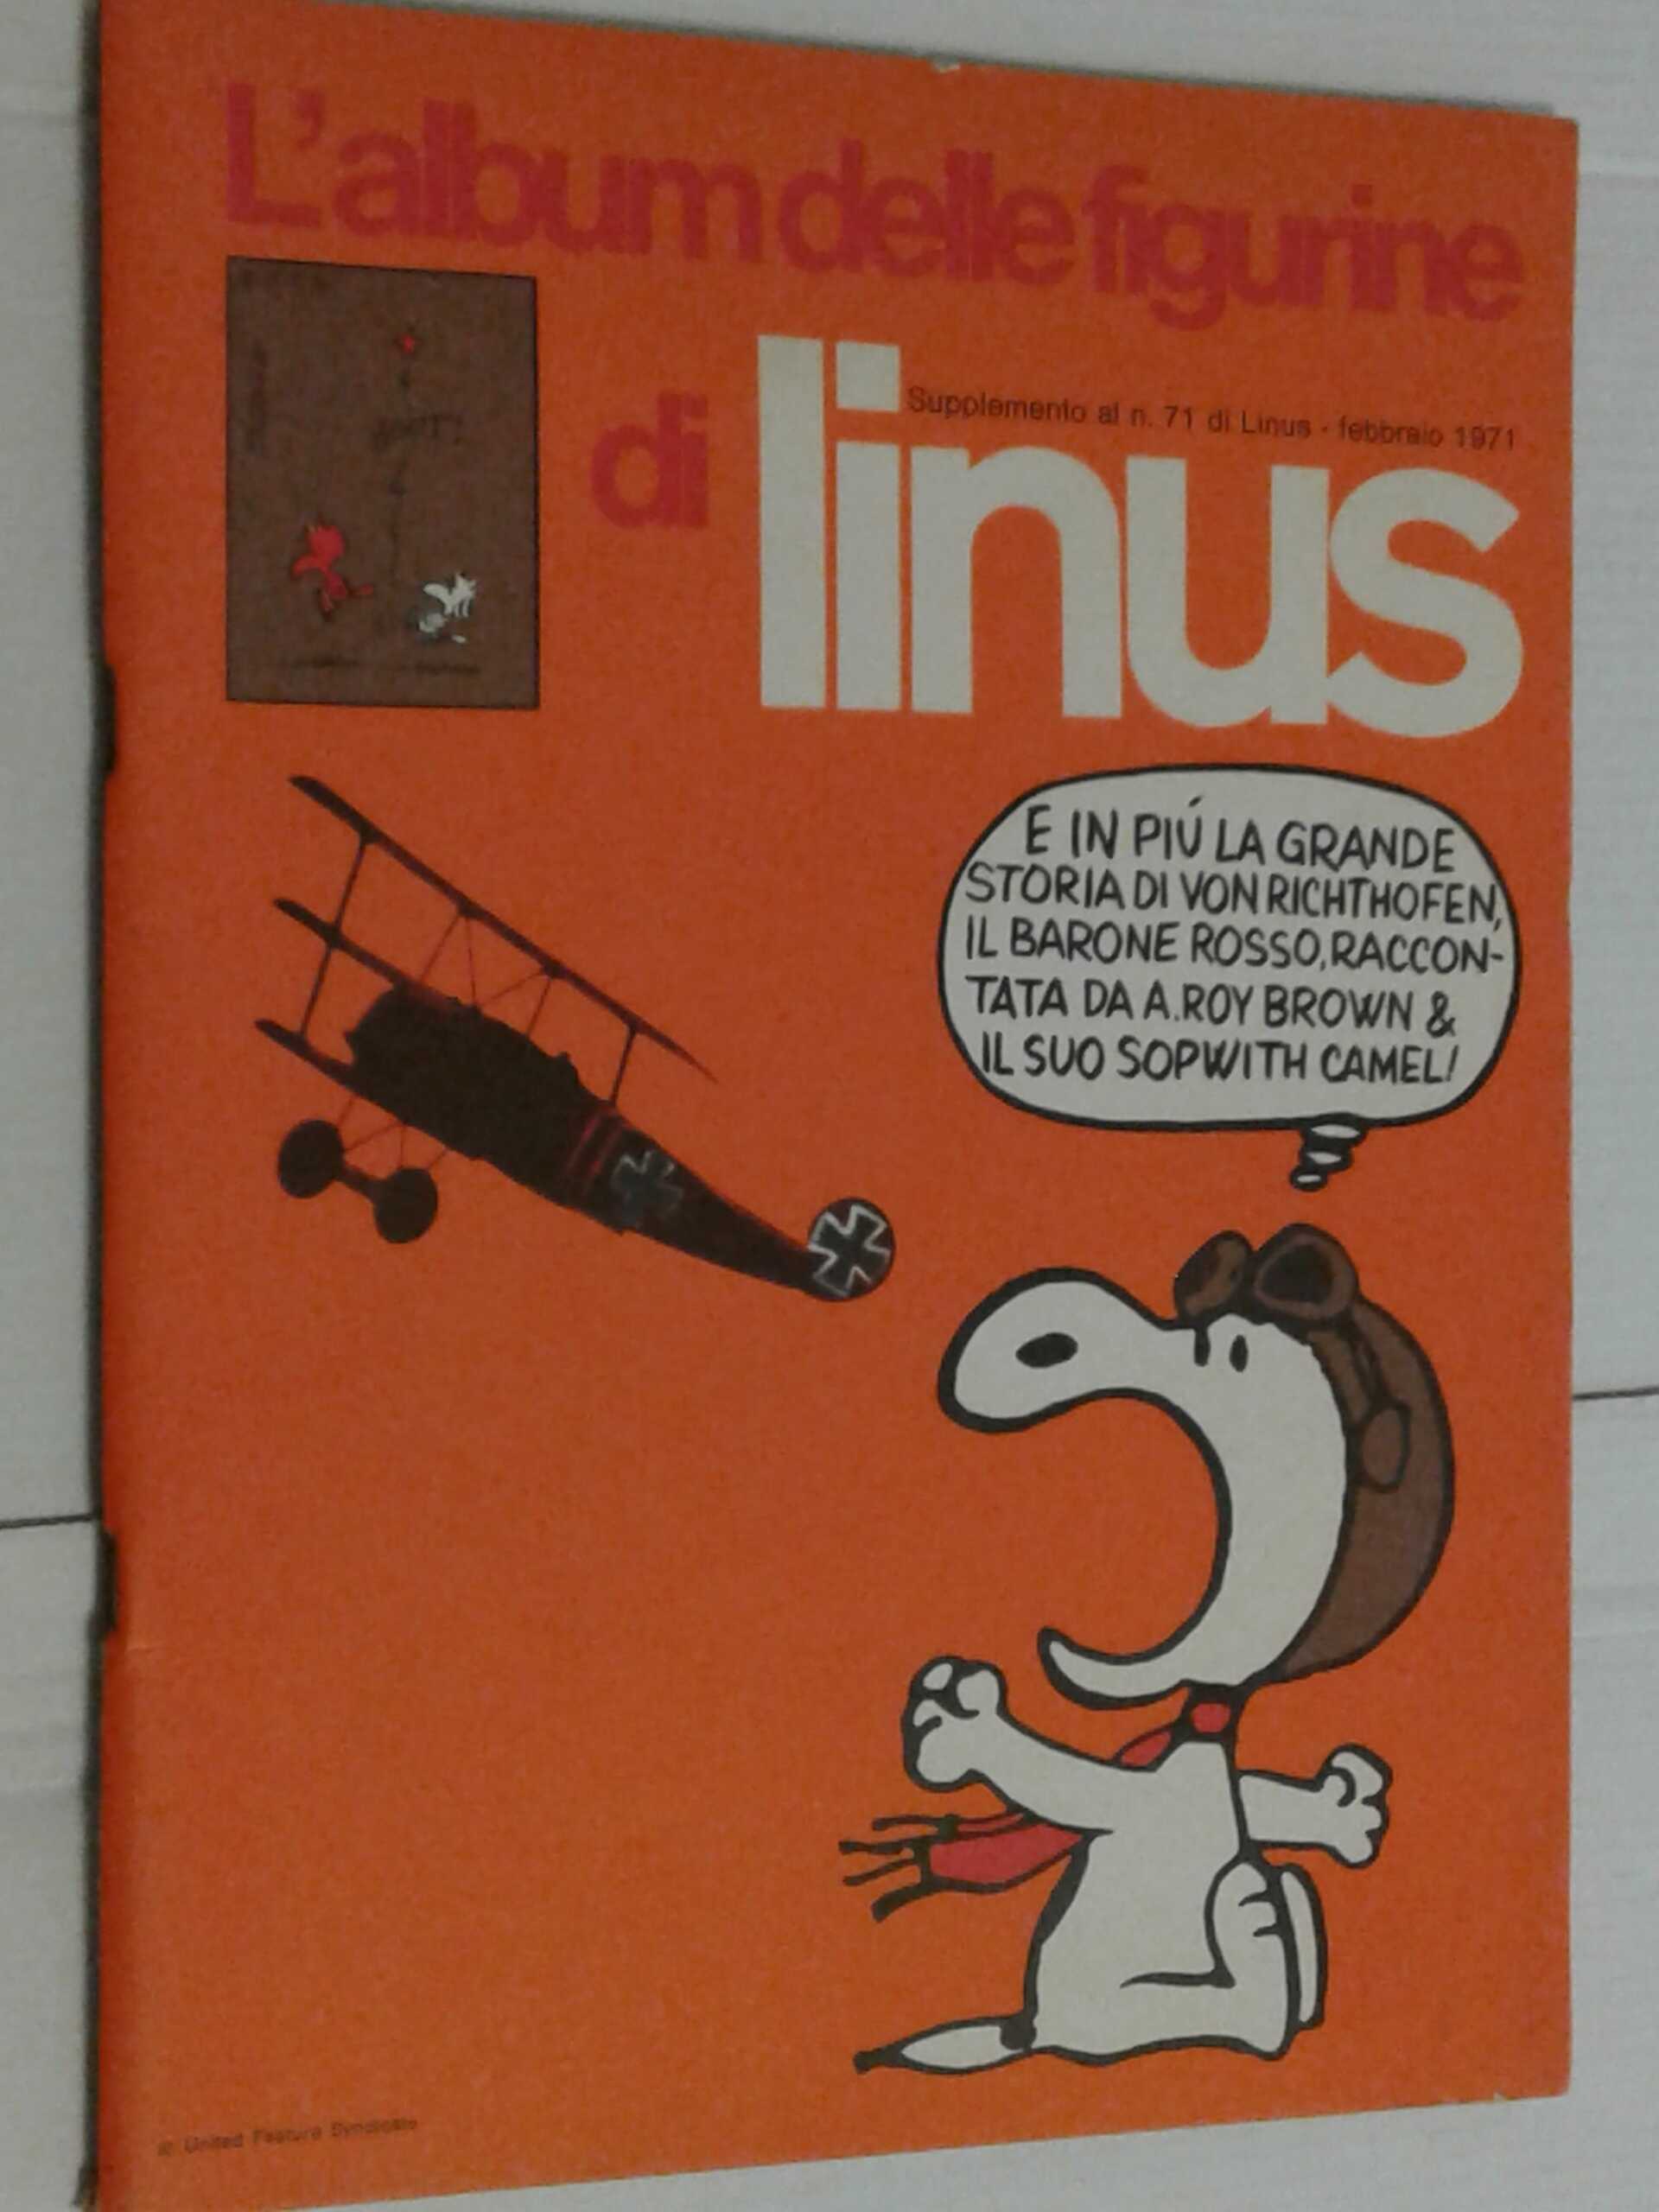 L'album delle figurine
di linus
Supplemento al n. 71 di Linus - febbraio 1971
E IN PIÚ LA GRANDE
STORIA DI VON RICHTHOFEN,
IL BARONE ROSSO, RACCON-
TATA DA A. ROY BROWN &
IL SUO SOPWITH CAMEL!
© United Feature Syndicate